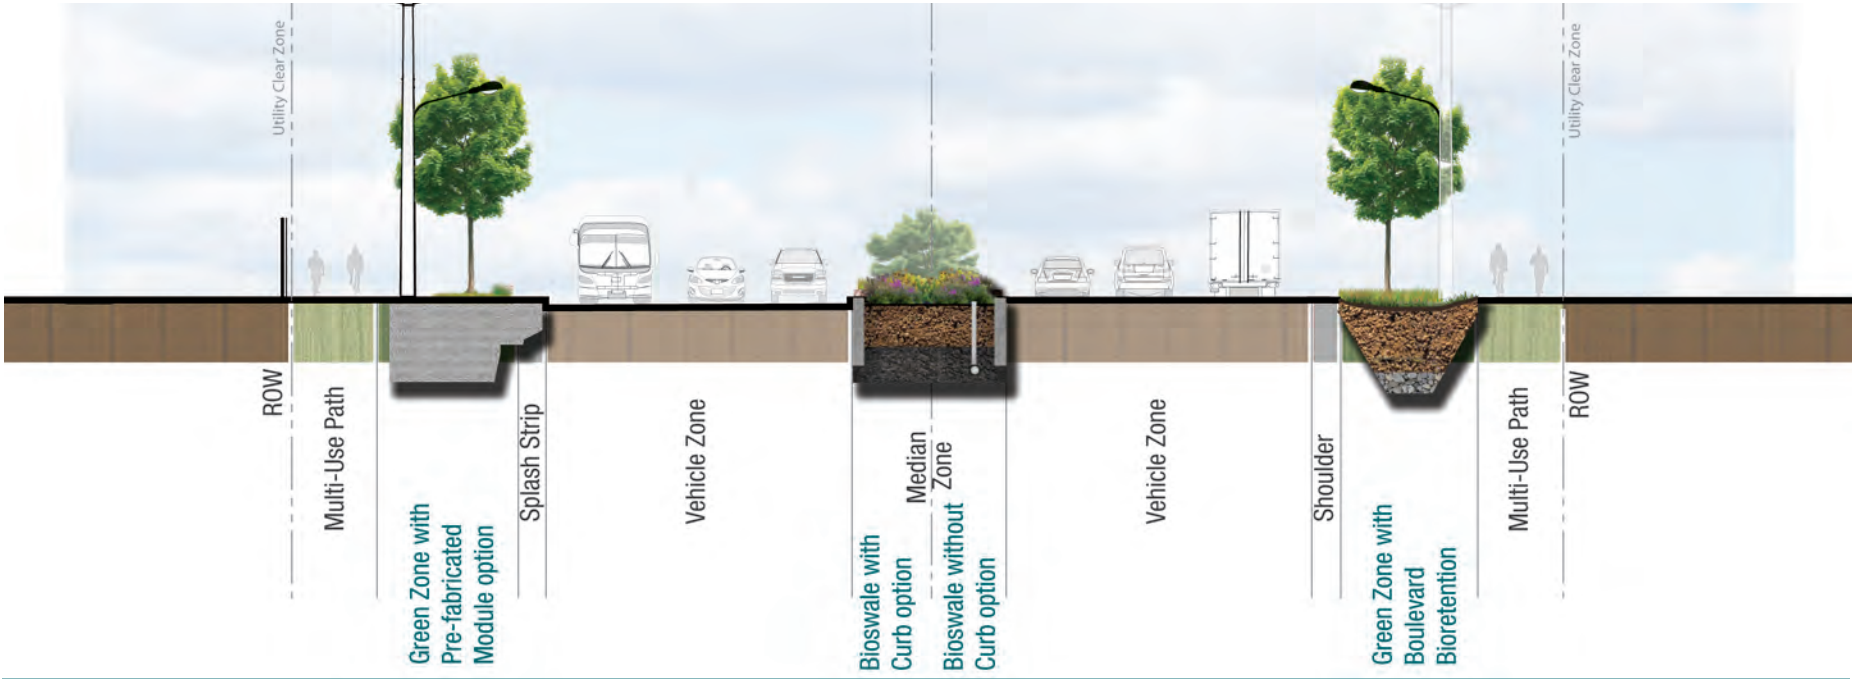 Utility Clear Zone
Utility Clear Zone
ROW
Multi-Use Path
Green Zone with
Pre-fabricated
Module option
Splash Strip
Vehicle Zone
Bioswale with
Curb option
Median
Zone
Bioswale without
Curb option
Vehicle Zone
Shoulder
Green Zone with
Boulevard
Bioretention
Multi-Use Path
ROW